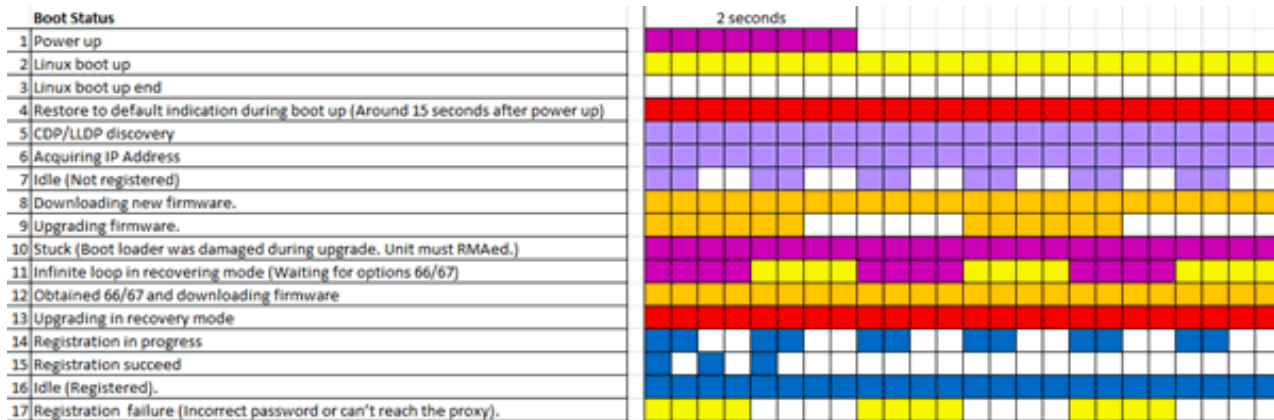 Boot Status 2 seconds
1 Power up
2 Linux boot up
3 Linux boot up end
4 Restore to default indication during boot up (Around 15 seconds after power up)
5 CDP/LLDP discovery
6 Acquiring IP Address
7 Idle (Not registered)
8 Downloading new firmware.
9 Upgrading firmware.
10 Stuck (Boot loader was damaged during upgrade. Unit must RMAed.)
11 Infinite loop in recovering mode (Waiting for options 66/67)
12 Obtained 66/67 and downloading firmware
13 Upgrading in recovery mode
14 Registration in progress
15 Registration succeed
16 Idle (Registered).
17 Registration failure (Incorrect password or can't reach the proxy).